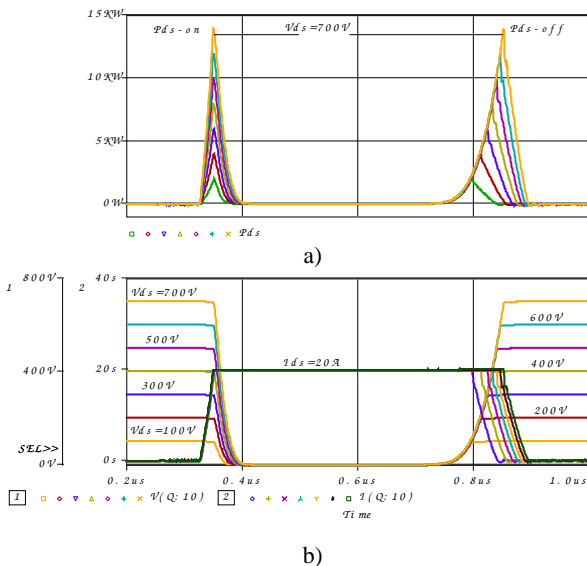 15KW
Pds-on
Vds=700V
Pds-off
10KW
5KW
0W
Pds
a)
1
800V
2
40s
Vds=700V
600V
500V
400V
20s
Ids=20A
400V
300V
200V
Vds=100V
SEL>>
0V
0s
0.2us
0.4us
0.6us
0.8us
1.0us
1
V(Q:10)
2
I(Q:10)
Time
b)